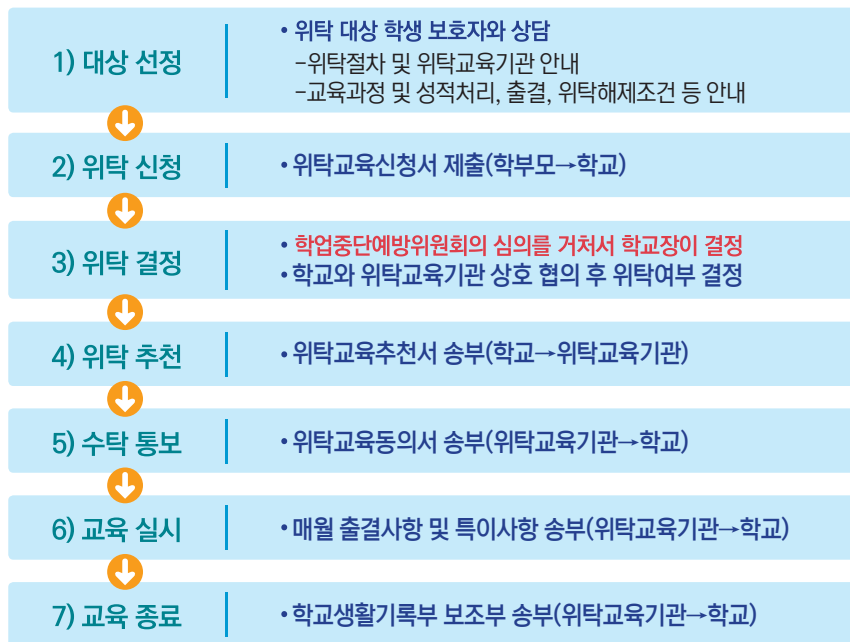 1) 대상 선정
• 위탁 대상 학생 보호자와 상담
-위탁절차 및 위탁교육기관 안내
-교육과정 및 성적처리, 출결, 위탁해제조건 등 안내
2) 위탁 신청
• 위탁교육신청서 제출(학부모→학교)
3) 위탁 결정
• 학업중단예방위원회의 심의를 거처서 학교장이 결정
• 학교와 위탁교육기관 상호 협의 후 위탁여부 결정
4) 위탁 추천
• 위탁교육추천서 송부(학교→위탁교육기관)
5) 수탁 통보
• 위탁교육동의서 송부(위탁교육기관→학교)
6) 교육 실시
• 매월 출결사항 및 특이사항 송부(위탁교육기관→학교)
7) 교육 종료
• 학교생활기록부 보조부 송부(위탁교육기관→학교)